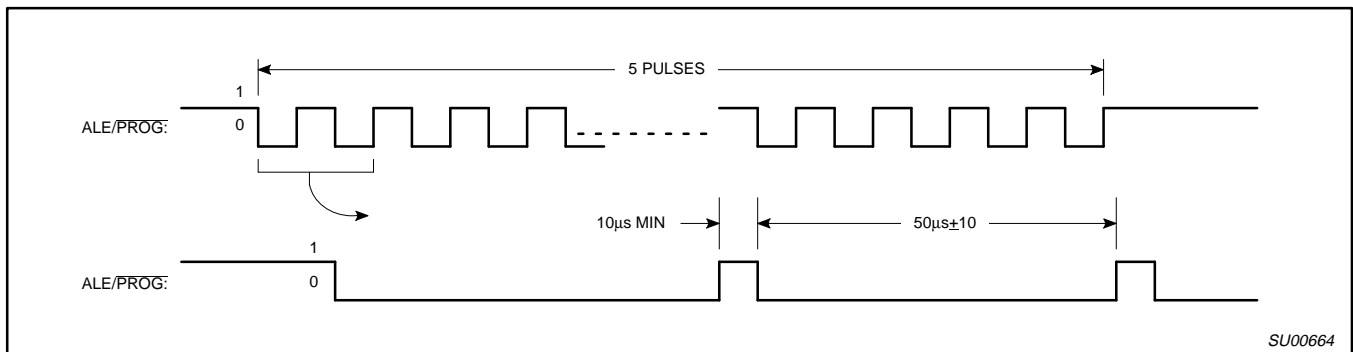 5 PULSES
1
ALE/PROG:
0
10µs MIN
50µs±10
1
ALE/PROG:
0
SU00664